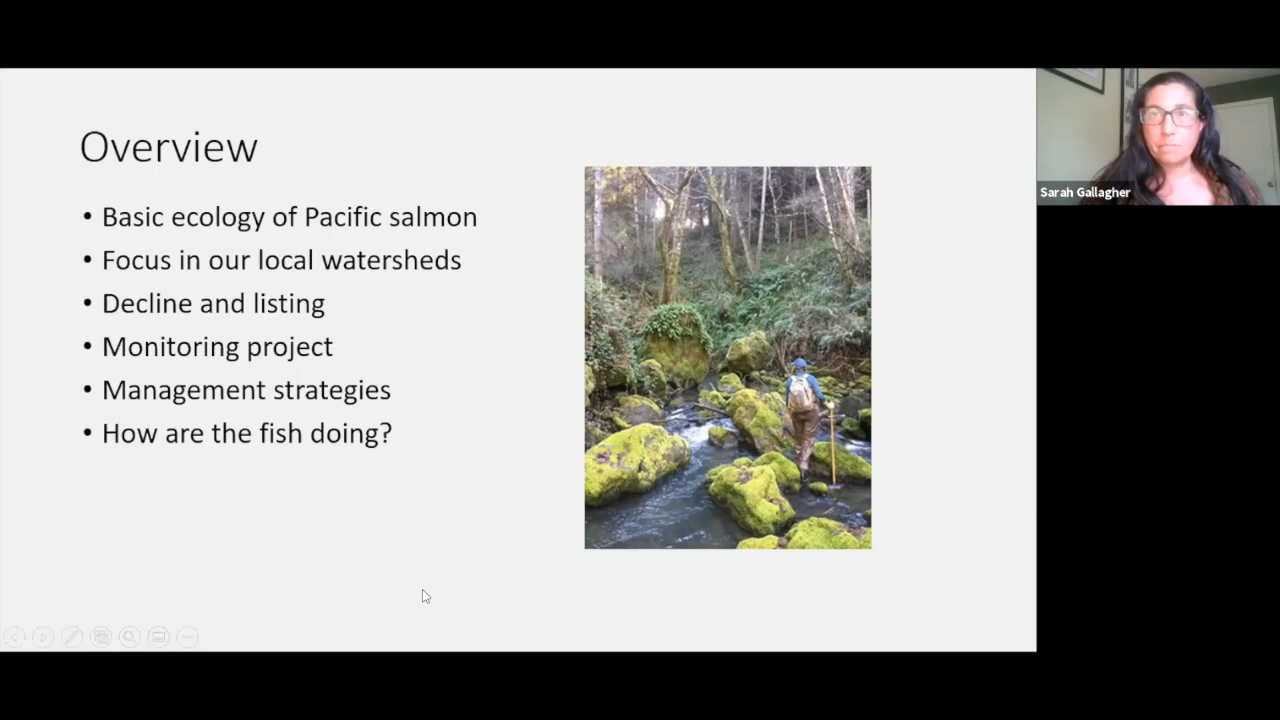 Overview
• Basic ecology of Pacific salmon
• Focus in our local watersheds
• Decline and listing
• Monitoring project
• Management strategies
• How are the fish doing?
Sarah Gallagher